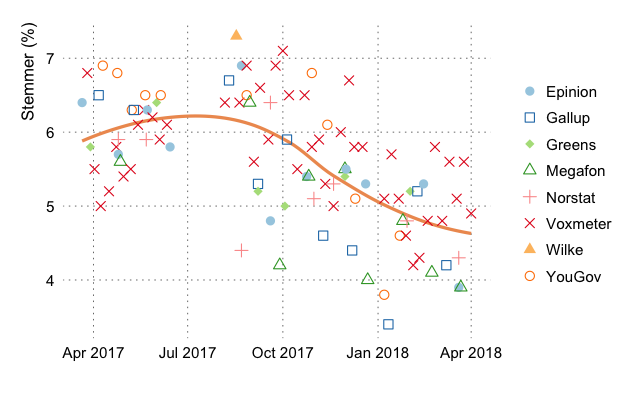 Stemmer (%)
7
6
5
4
Apr 2017 Jul 2017 Oct 2017 Jan 2018 Apr 2018
Epinion
Gallup
Greens
Megafon
Norstat
Voxmeter
Wilke
YouGov